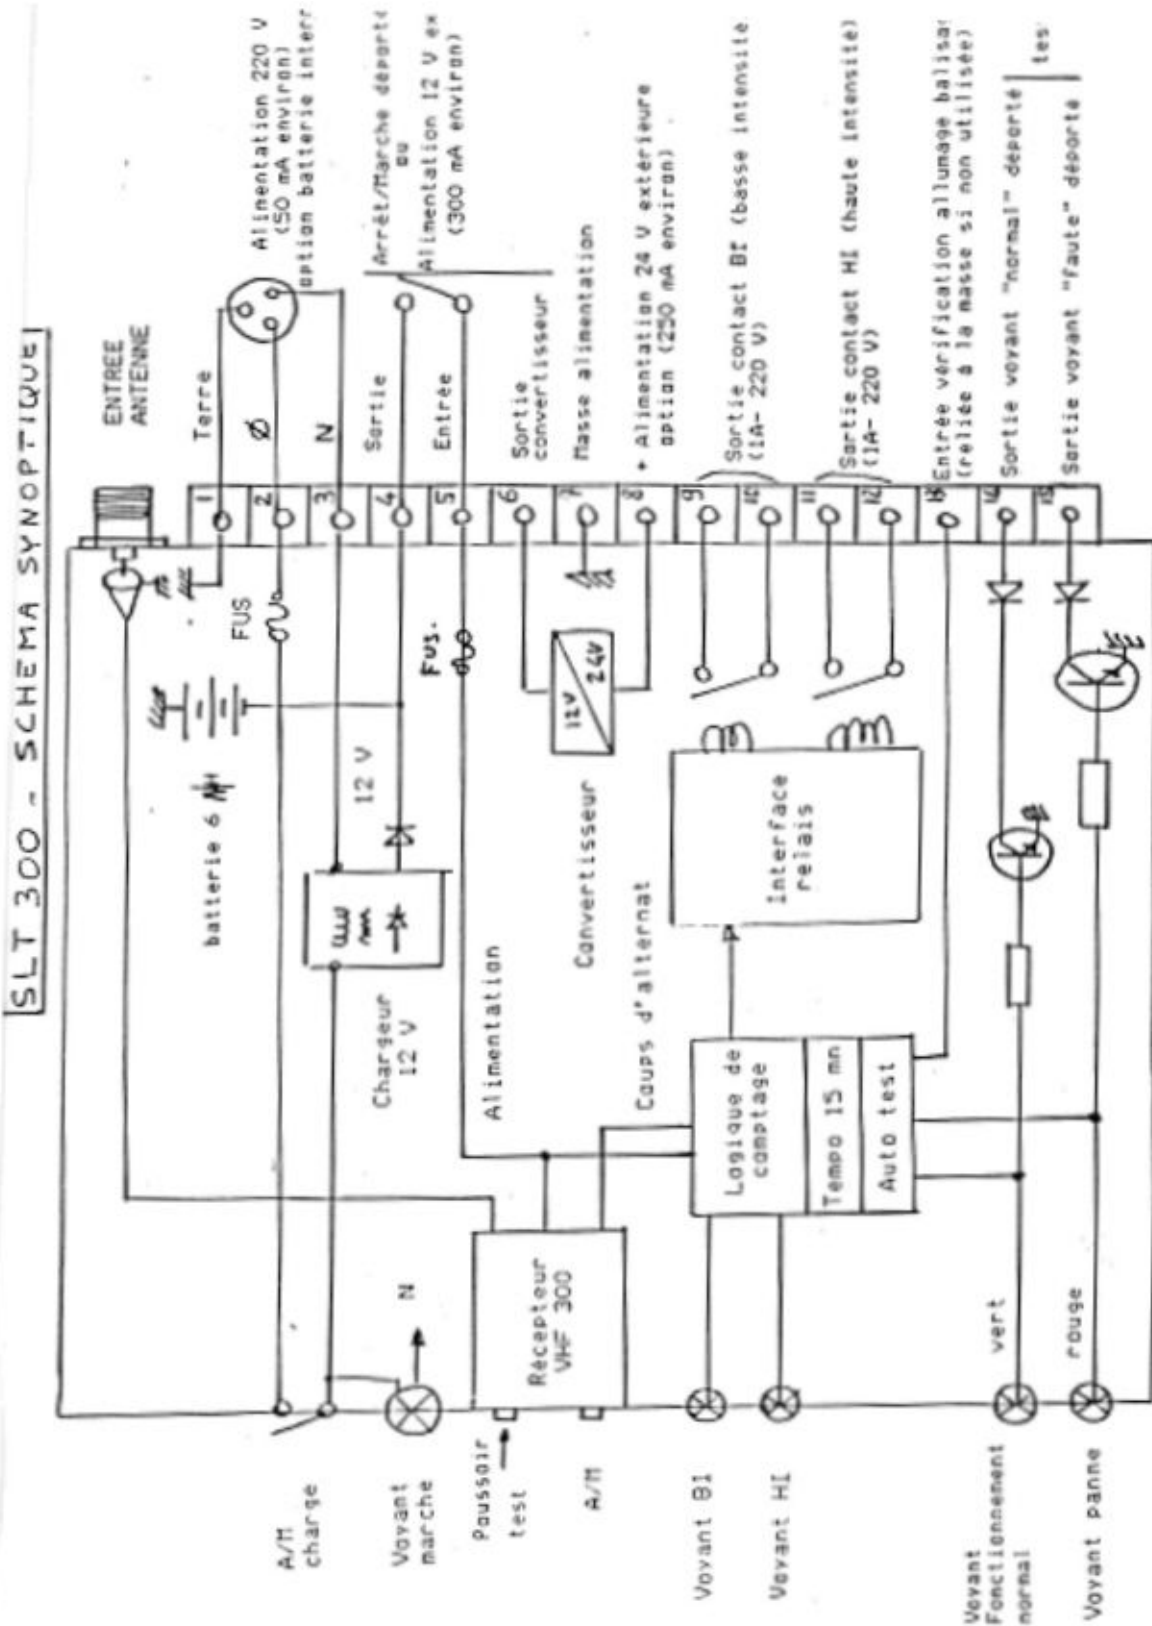 SLT 300 - SCHEMA SYNOPTIQUE
ENTREE
ANTENNE
Terre
Ø
N
Sortie
Entrée
Sortie
convertisseur
Masse alimentation
+ Alimentation 24 V extérieure
option (250 mA environ)
Sortie contact BI (basse intensité
(1A- 220 V)
Sortie contact HI (haute intensité)
(1A- 220 V)
Entrée vérification allumage balisa
(reliée à la masse si non utilisée)
Sortie voyant "normal" déporté
Sortie voyant "faute" déporté
tes
Alimentation 220 V
(50 mA environ)
option batterie interr
Arrêt/Marche déporté
ou
Alimentation 12 V ex
(300 mA environ)
1
2
3
4
5
6
7
8
9
10
11
12
13
14
15
FUS
Fus.
batterie 6
12 V
12V
24V
Chargeur
12 V
Alimentation
Convertisseur
Coups d'alternat
Interface
relais
Logique de
comptage
Tempo 15 mn
Auto test
Récepteur
VHF 300
N
vert
rouge
A/M
charge
Voyant
marche
Poussoir
test
A/M
Voyant BI
Voyant HI
Voyant
Fonctionnement
normal
Voyant panne